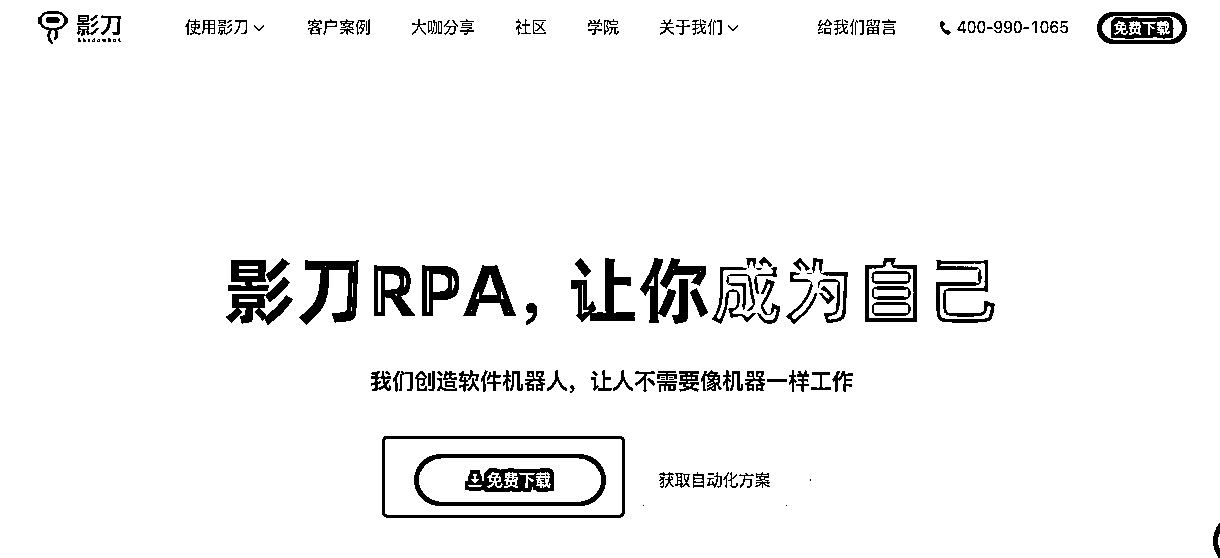 影刀 使用影刀 客户案例 大咖分享 社区 学院 关于我们 给我们留言 400-990-1065 免费下载
影刀RPA，让你成为自己
我们创造软件机器人，让人不需要像机器一样工作
免费下载 获取自动化方案